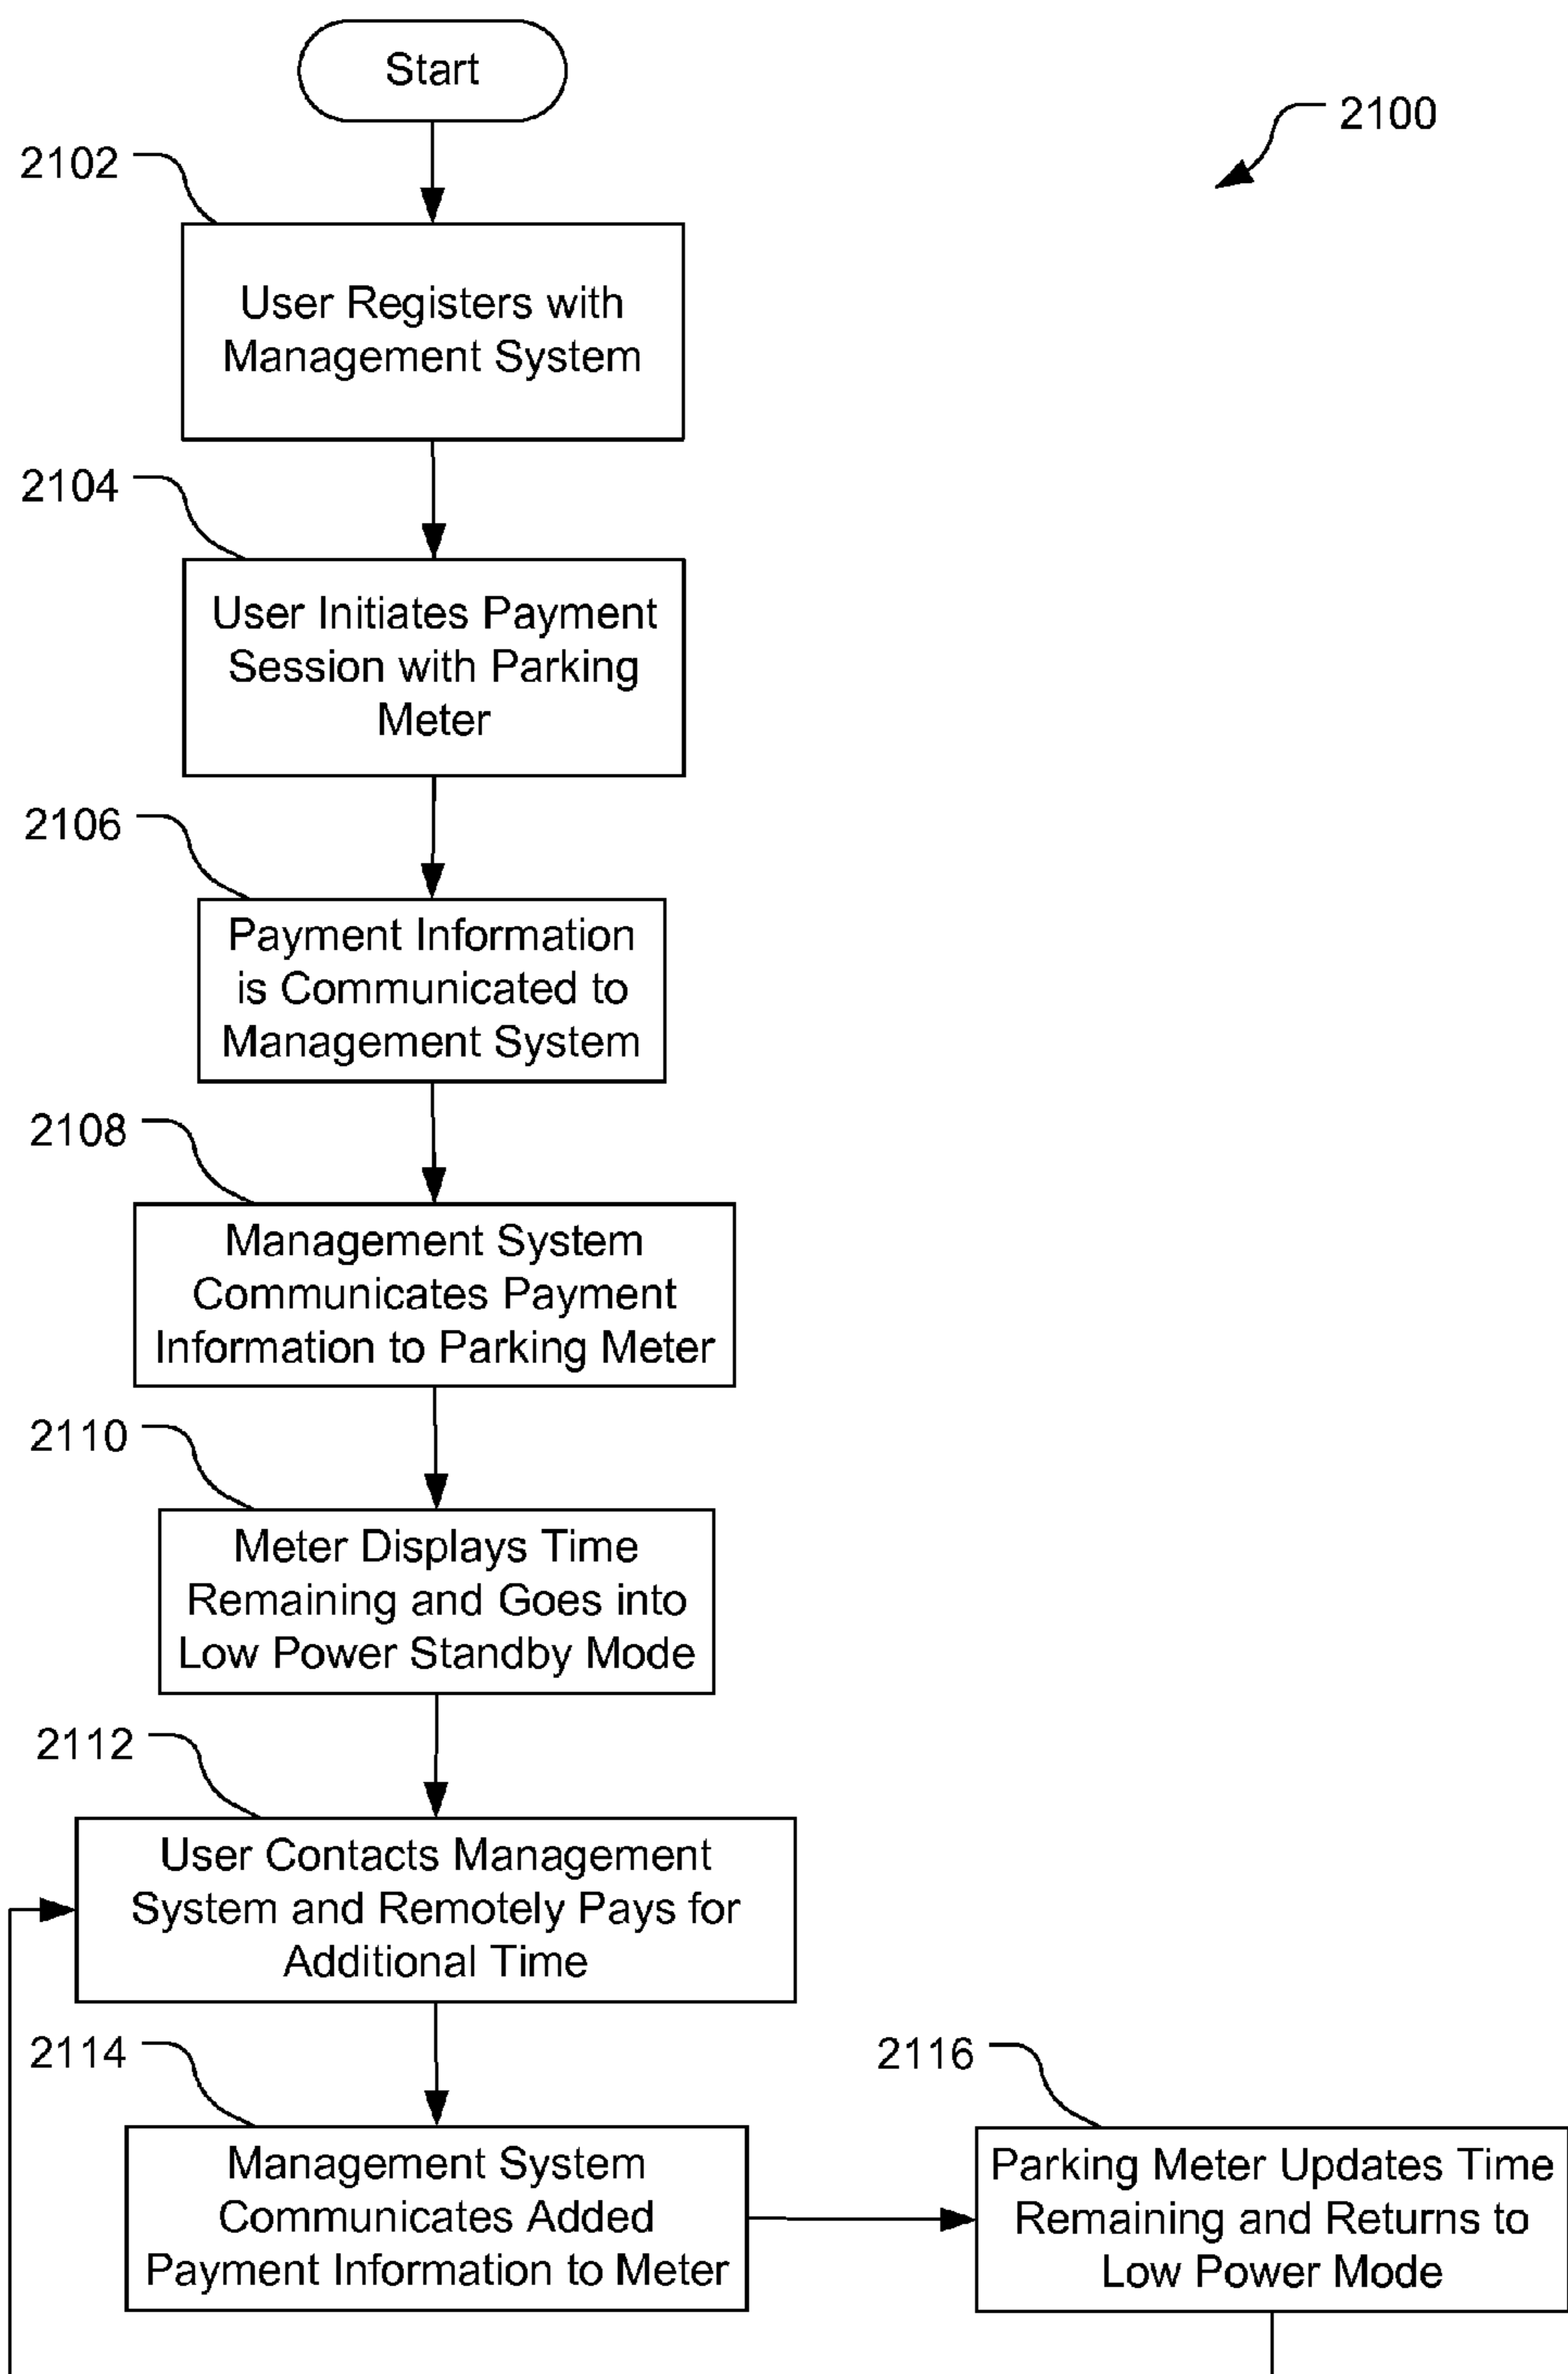 Start
2100
2102
User Registers with
Management System
2104
User Initiates Payment
Session with Parking
Meter
2106
Payment Information
is Communicated to
Management System
2108
Management System
Communicates Payment
Information to Parking Meter
2110
Meter Displays Time
Remaining and Goes into
Low Power Standby Mode
2112
User Contacts Management
System and Remotely Pays for
Additional Time
2114
Management System
Communicates Added
Payment Information to Meter
2116
Parking Meter Updates Time
Remaining and Returns to
Low Power Mode